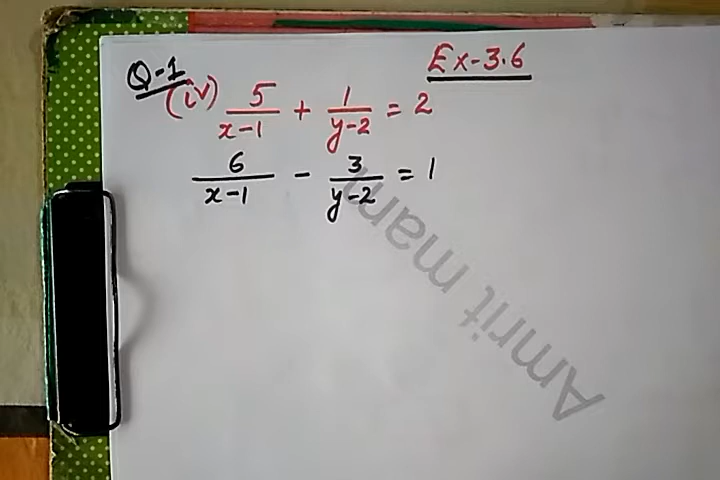 Ex-3.6
Q-1
(iv) 5/(x-1) + 1/(y-2) = 2
6/(x-1) - 3/(y-2) = 1
Amrit mam